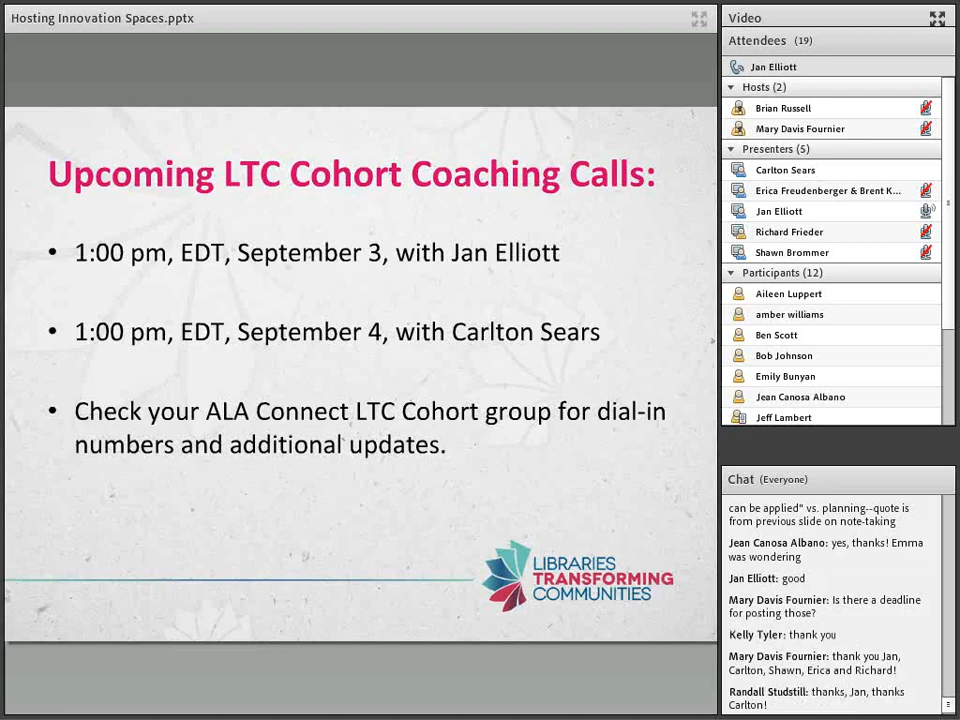 Hosting Innovation Spaces.pptx
Upcoming LTC Cohort Coaching Calls:
• 1:00 pm, EDT, September 3, with Jan Elliott
• 1:00 pm, EDT, September 4, with Carlton Sears
• Check your ALA Connect LTC Cohort group for dial-in
numbers and additional updates.
LIBRARIES
TRANSFORMING
COMMUNITIES
Video
Attendees (19)
Jan Elliott
Hosts (2)
Brian Russell
Mary Davis Fournier
Presenters (5)
Carlton Sears
Erica Freudenberger & Brent K...
Jan Elliott
Richard Frieder
Shawn Brommer
Participants (12)
Aileen Luppert
amber williams
Ben Scott
Bob Johnson
Emily Bunyan
Jean Canosa Albano
Jeff Lambert
Chat (Everyone)
can be applied" vs. planning--quote is
from previous slide on note-taking
Jean Canosa Albano: yes, thanks! Emma
was wondering
Jan Elliott: good
Mary Davis Fournier: Is there a deadline
for posting those?
Kelly Tyler: thank you
Mary Davis Fournier: thank you Jan,
Carlton, Shawn, Erica and Richard!
Randall Studstill: thanks, Jan, thanks
Carlton!